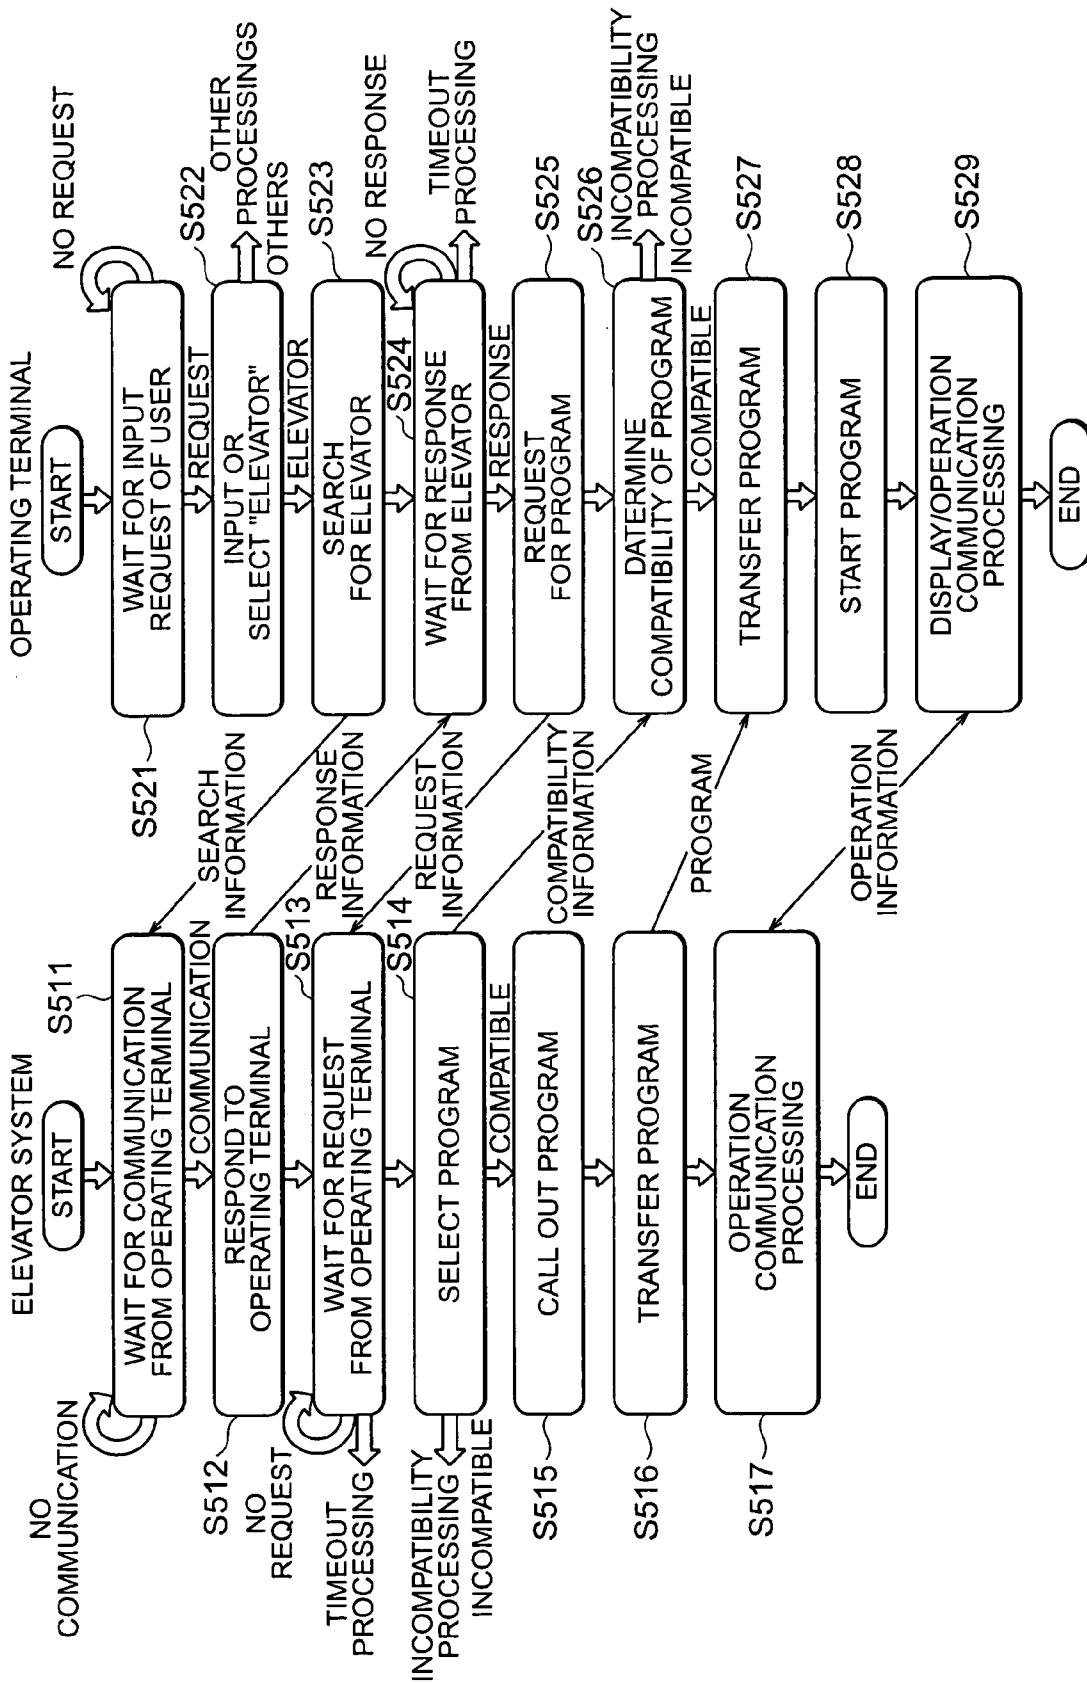 ELEVATOR SYSTEM
START
S511
NO
COMMUNICATION
WAIT FOR COMMUNICATION
FROM OPERATING TERMINAL
COMMUNICATION
S512
RESPOND TO
OPERATING TERMINAL
S513
NO
REQUEST
WAIT FOR REQUEST
FROM OPERATING TERMINAL
TIMEOUT
PROCESSING
S514
SELECT PROGRAM
INCOMPATIBILITY
PROCESSING
INCOMPATIBLE
COMPATIBLE
S515
CALL OUT PROGRAM
S516
TRANSFER PROGRAM
S517
OPERATION
COMMUNICATION
PROCESSING
END
SEARCH
INFORMATION
RESPONSE
INFORMATION
REQUEST
INFORMATION
COMPATIBILITY
INFORMATION
PROGRAM
OPERATION
INFORMATION
OPERATING TERMINAL
START
NO REQUEST
S521
WAIT FOR INPUT
REQUEST OF USER
REQUEST
S522
INPUT OR
SELECT "ELEVATOR"
OTHER
PROCESSINGS
OTHERS
ELEVATOR
S523
SEARCH
FOR ELEVATOR
S524
NO RESPONSE
WAIT FOR RESPONSE
FROM ELEVATOR
TIMEOUT
PROCESSING
RESPONSE
S525
REQUEST
FOR PROGRAM
S526
DATERMINE
COMPATIBILITY OF PROGRAM
INCOMPATIBILITY
PROCESSING
INCOMPATIBLE
COMPATIBLE
S527
TRANSFER PROGRAM
S528
START PROGRAM
S529
DISPLAY/OPERATION
COMMUNICATION
PROCESSING
END